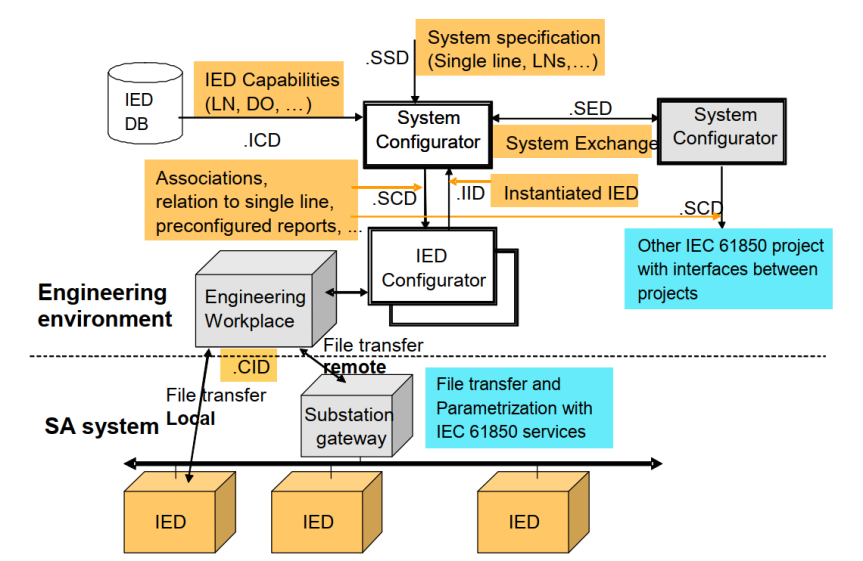 System specification
(Single line, LNs,…)
.SSD
IED Capabilities
(LN, DO, …)
IED
DB
.ICD
System
Configurator
.SED
System Exchange
System
Configurator
Associations,
relation to single line,
preconfigured reports, ...
.SCD
.IID
Instantiated IED
.SCD
IED
Configurator
Other IEC 61850 project
with interfaces between
projects
Engineering
environment
Engineering
Workplace
File transfer
remote
.CID
File transfer
Local
SA system
Substation
gateway
File transfer and
Parametrization with
IEC 61850 services
IED
IED
IED